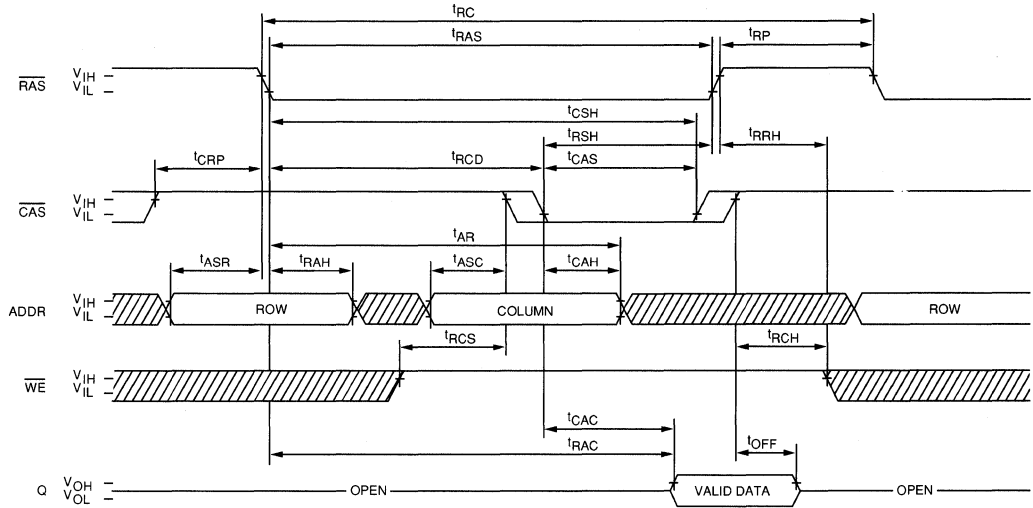 tRC
tRAS
tRP
RAS
VIH
VIL
tCSH
tRSH
tRRH
tCRP
tRCD
tCAS
CAS
VIH
VIL
tAR
tASR
tRAH
tASC
tCAH
ADDR
VIH
VIL
ROW
COLUMN
ROW
tRCS
tRCH
WE
VIH
VIL
tCAC
tRAC
tOFF
Q
VOH
VOL
OPEN
VALID DATA
OPEN